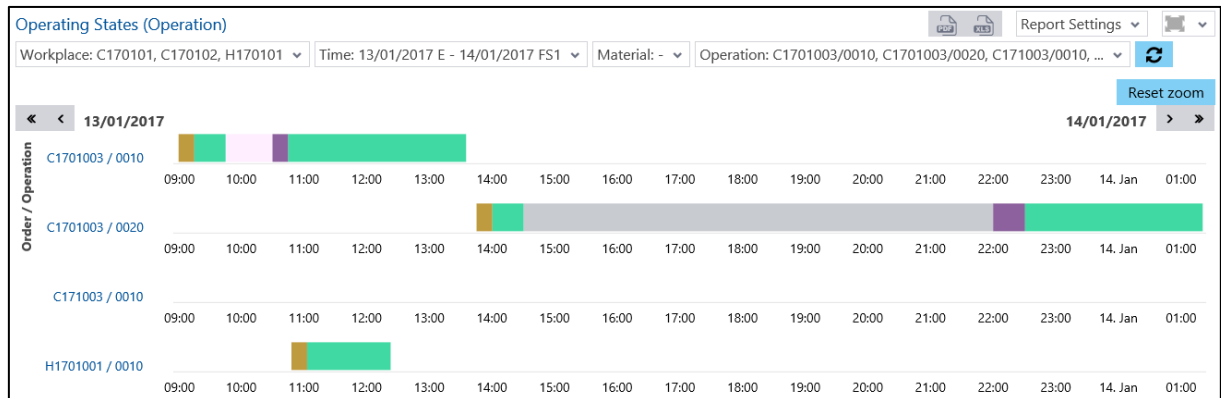 Operating States (Operation)
PDF
XLS
Report Settings
Workplace: C170101, C170102, H170101
Time: 13/01/2017 E - 14/01/2017 FS1
Material: -
Operation: C1701003/0010, C1701003/0020, C171003/0010, ...
Reset zoom
« ‹ 13/01/2017
14/01/2017 › »
Order / Operation
C1701003 / 0010
09:00 10:00 11:00 12:00 13:00 14:00 15:00 16:00 17:00 18:00 19:00 20:00 21:00 22:00 23:00 14. Jan 01:00
C1701003 / 0020
09:00 10:00 11:00 12:00 13:00 14:00 15:00 16:00 17:00 18:00 19:00 20:00 21:00 22:00 23:00 14. Jan 01:00
C171003 / 0010
09:00 10:00 11:00 12:00 13:00 14:00 15:00 16:00 17:00 18:00 19:00 20:00 21:00 22:00 23:00 14. Jan 01:00
H1701001 / 0010
09:00 10:00 11:00 12:00 13:00 14:00 15:00 16:00 17:00 18:00 19:00 20:00 21:00 22:00 23:00 14. Jan 01:00